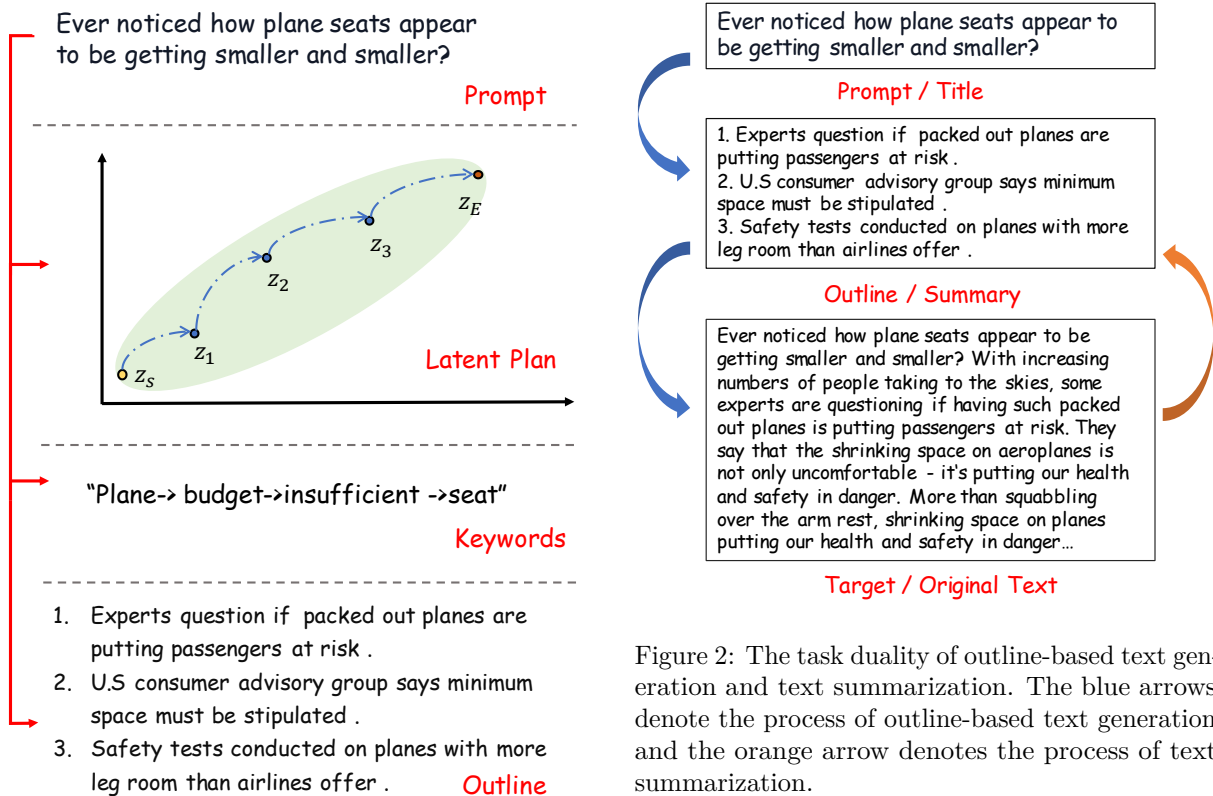 Ever noticed how plane seats appear
to be getting smaller and smaller?
Prompt
z_E
z_3
z_2
z_1
z_s
Latent Plan
“Plane-> budget->insufficient ->seat”
Keywords
1. Experts question if packed out planes are
putting passengers at risk .
2. U.S consumer advisory group says minimum
space must be stipulated .
3. Safety tests conducted on planes with more
leg room than airlines offer .
Outline
Ever noticed how plane seats appear to
be getting smaller and smaller?
Prompt / Title
1. Experts question if packed out planes are
putting passengers at risk .
2. U.S consumer advisory group says minimum
space must be stipulated .
3. Safety tests conducted on planes with more
leg room than airlines offer .
Outline / Summary
Ever noticed how plane seats appear to be
getting smaller and smaller? With increasing
numbers of people taking to the skies, some
experts are questioning if having such packed
out planes is putting passengers at risk. They
say that the shrinking space on aeroplanes is
not only uncomfortable - it's putting our health
and safety in danger. More than squabbling
over the arm rest, shrinking space on planes
putting our health and safety in danger...
Target / Original Text
Figure 2: The task duality of outline-based text gen-
eration and text summarization. The blue arrows
denote the process of outline-based text generation
and the orange arrow denotes the process of text
summarization.